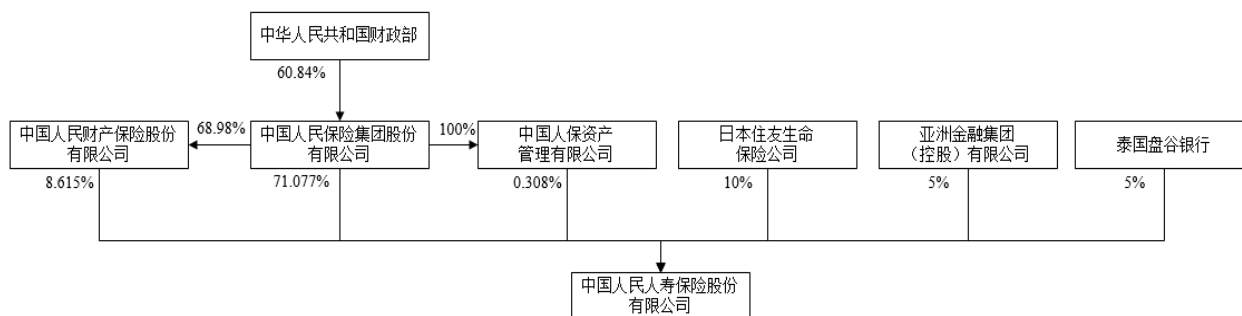 中华人民共和国财政部
60.84%
中国人民财产保险股份
有限公司
68.98%
中国人民保险集团股份
有限公司
100%
中国人保资产
管理有限公司
日本住友生命
保险公司
亚洲金融集团
（控股）有限公司
泰国盘谷银行
8.615%
71.077%
0.308%
10%
5%
5%
中国人民人寿保险股份
有限公司